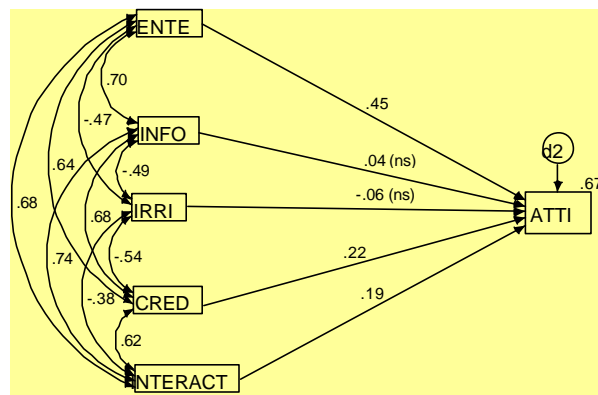 ENTE
.70
.45
-.47
INFO
.04 (ns)
d2
-.49
.64
-.06 (ns)
.67
.68
IRRI
ATTI
.68
-.54
.22
.74
-.38
CRED
.19
.62
NTERACT